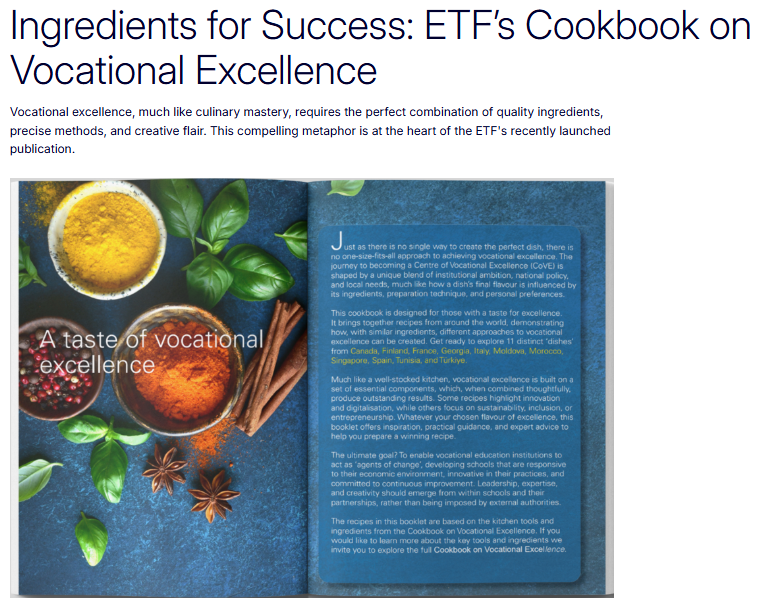 Ingredients for Success: ETF's Cookbook on
Vocational Excellence
Vocational excellence, much like culinary mastery, requires the perfect combination of quality ingredients,
precise methods, and creative flair. This compelling metaphor is at the heart of the ETF's recently launched
publication.
A taste of vocational
excellence
Just as there is no single way to create the perfect dish, there is
no one-size-fits-all approach to achieving vocational excellence. The
journey to becoming a Centre of Vocational Excellence (CoVE) is
shaped by a unique blend of institutional ambition, national policy,
and local needs, much like how a dish's final flavour is influenced by
its ingredients, preparation technique, and personal preferences.
This cookbook is designed for those with a taste for excellence.
It brings together recipes from around the world, demonstrating
how, with similar ingredients, different approaches to vocational
excellence can be created. Get ready to explore 11 distinct 'dishes'
from Canada, Finland, France, Georgia, Italy, Moldova, Morocco,
Singapore, Spain, Tunisia, and Türkiye.
Much like a well-stocked kitchen, vocational excellence is built on a
set of essential components, which, when combined thoughtfully,
produce outstanding results. Some recipes highlight innovation
and digitalisation, while others focus on sustainability, inclusion, or
entrepreneurship. Whatever your chosen flavour of excellence, this
booklet offers inspiration, practical guidance, and expert advice to
help you prepare a winning recipe.
The ultimate goal? To enable vocational education institutions to
act as 'agents of change', developing schools that are responsive
to their economic environment, innovative in their practices, and
committed to continuous improvement. Leadership, expertise,
and creativity should emerge from within schools and their
partnerships, rather than being imposed by external authorities.
The recipes in this booklet are based on the kitchen tools and
ingredients from the Cookbook on Vocational Excellence. If you
would like to learn more about the key tools and ingredients we
invite you to explore the full Cookbook on Vocational Excellence.